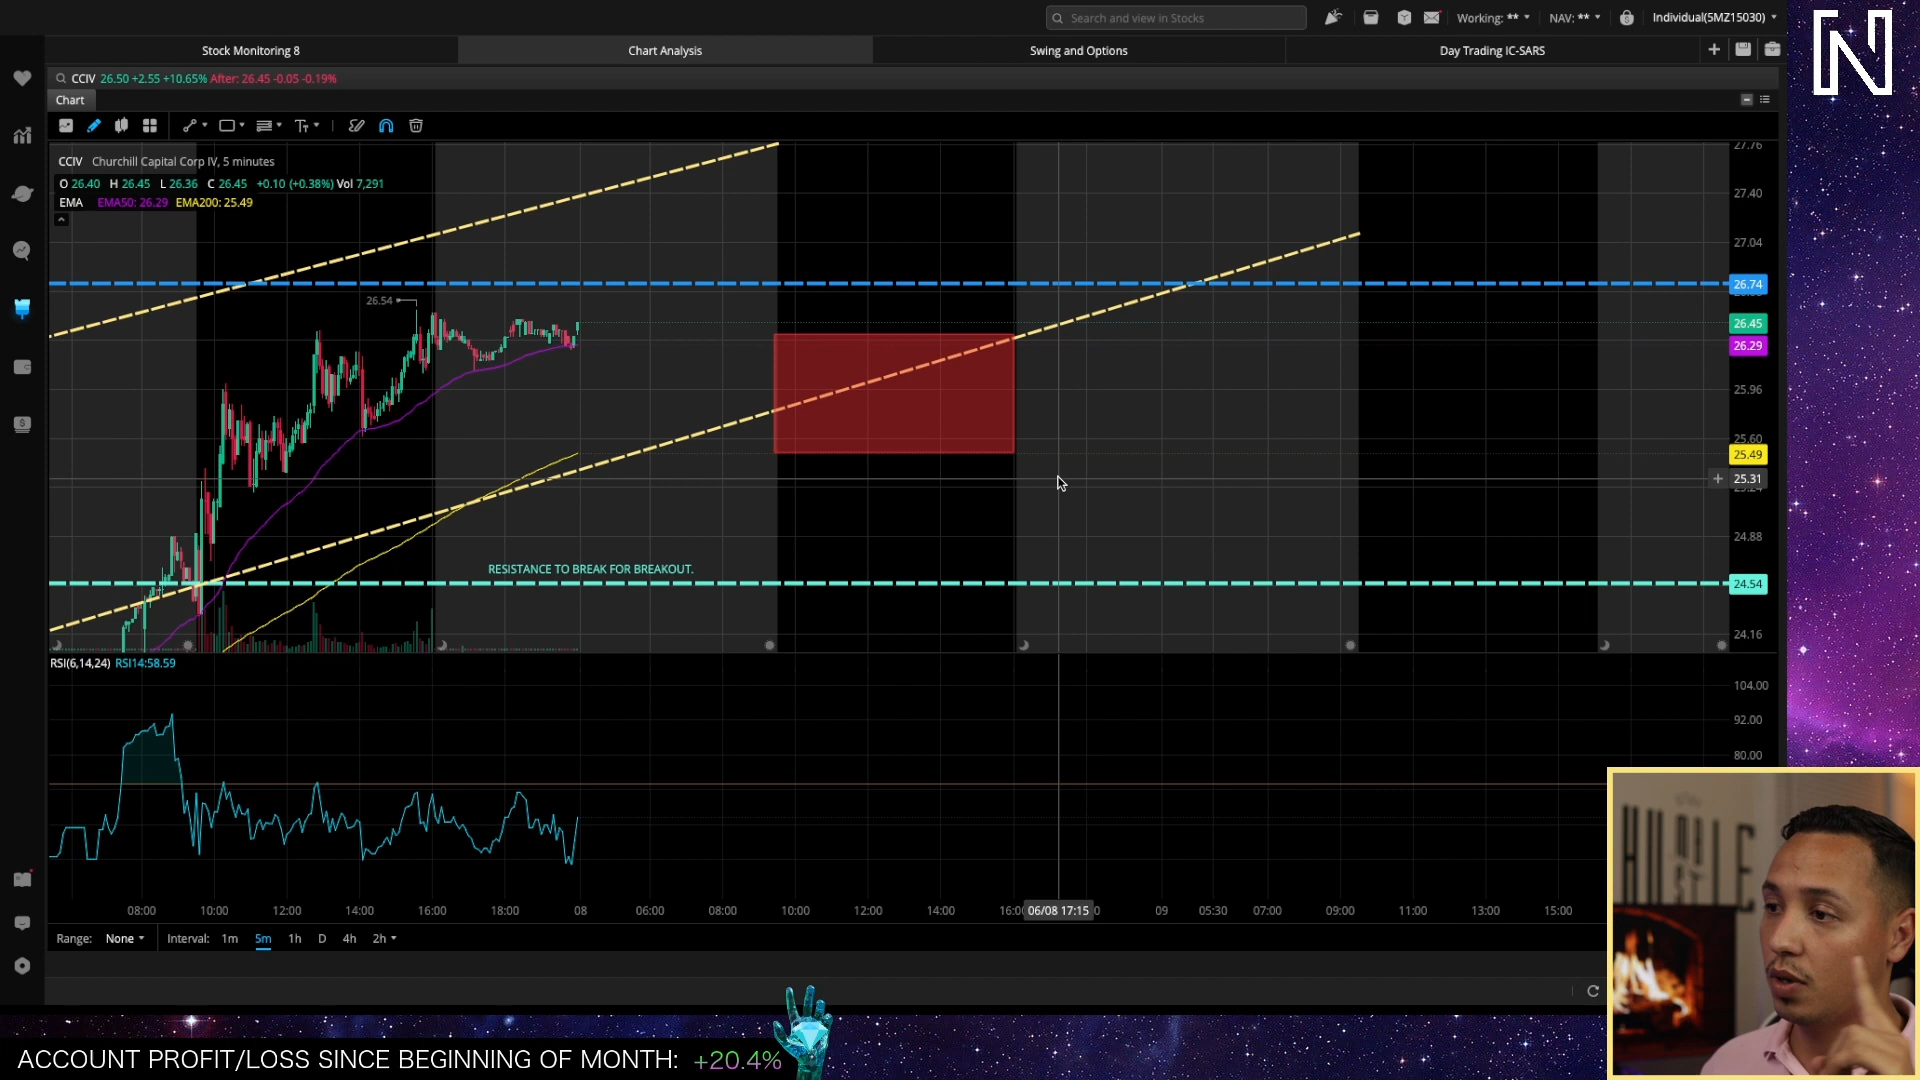 Search and view in Stocks
Working: **
NAV: **
Individual(5MZ15030)
N
Stock Monitoring 8
Chart Analysis
Swing and Options
Day Trading IC-SARS
CCIV 26.50 +2.55 +10.65% After: 26.45 -0.05 -0.19%
Chart
CCIV Churchill Capital Corp IV, 5 minutes
O 26.40 H 26.45 L 26.36 C 26.45 +0.10 (+0.38%) Vol 7,291
EMA EMA50: 26.29 EMA200: 25.49
27.76
27.40
27.04
26.74
26.54
26.45
26.29
25.96
25.60
25.49
25.31
24.88
RESISTANCE TO BREAK FOR BREAKOUT.
24.54
24.16
RSI(6,14,24) RSI14:58.59
104.00
92.00
80.00
08:00 10:00 12:00 14:00 16:00 18:00 08 06:00 08:00 10:00 12:00 14:00 06/08 17:15 09 05:30 07:00 09:00 11:00 13:00 15:00
Range: None Interval: 1m 5m 1h D 4h 2h
ACCOUNT PROFIT/LOSS SINCE BEGINNING OF MONTH: +20.4%